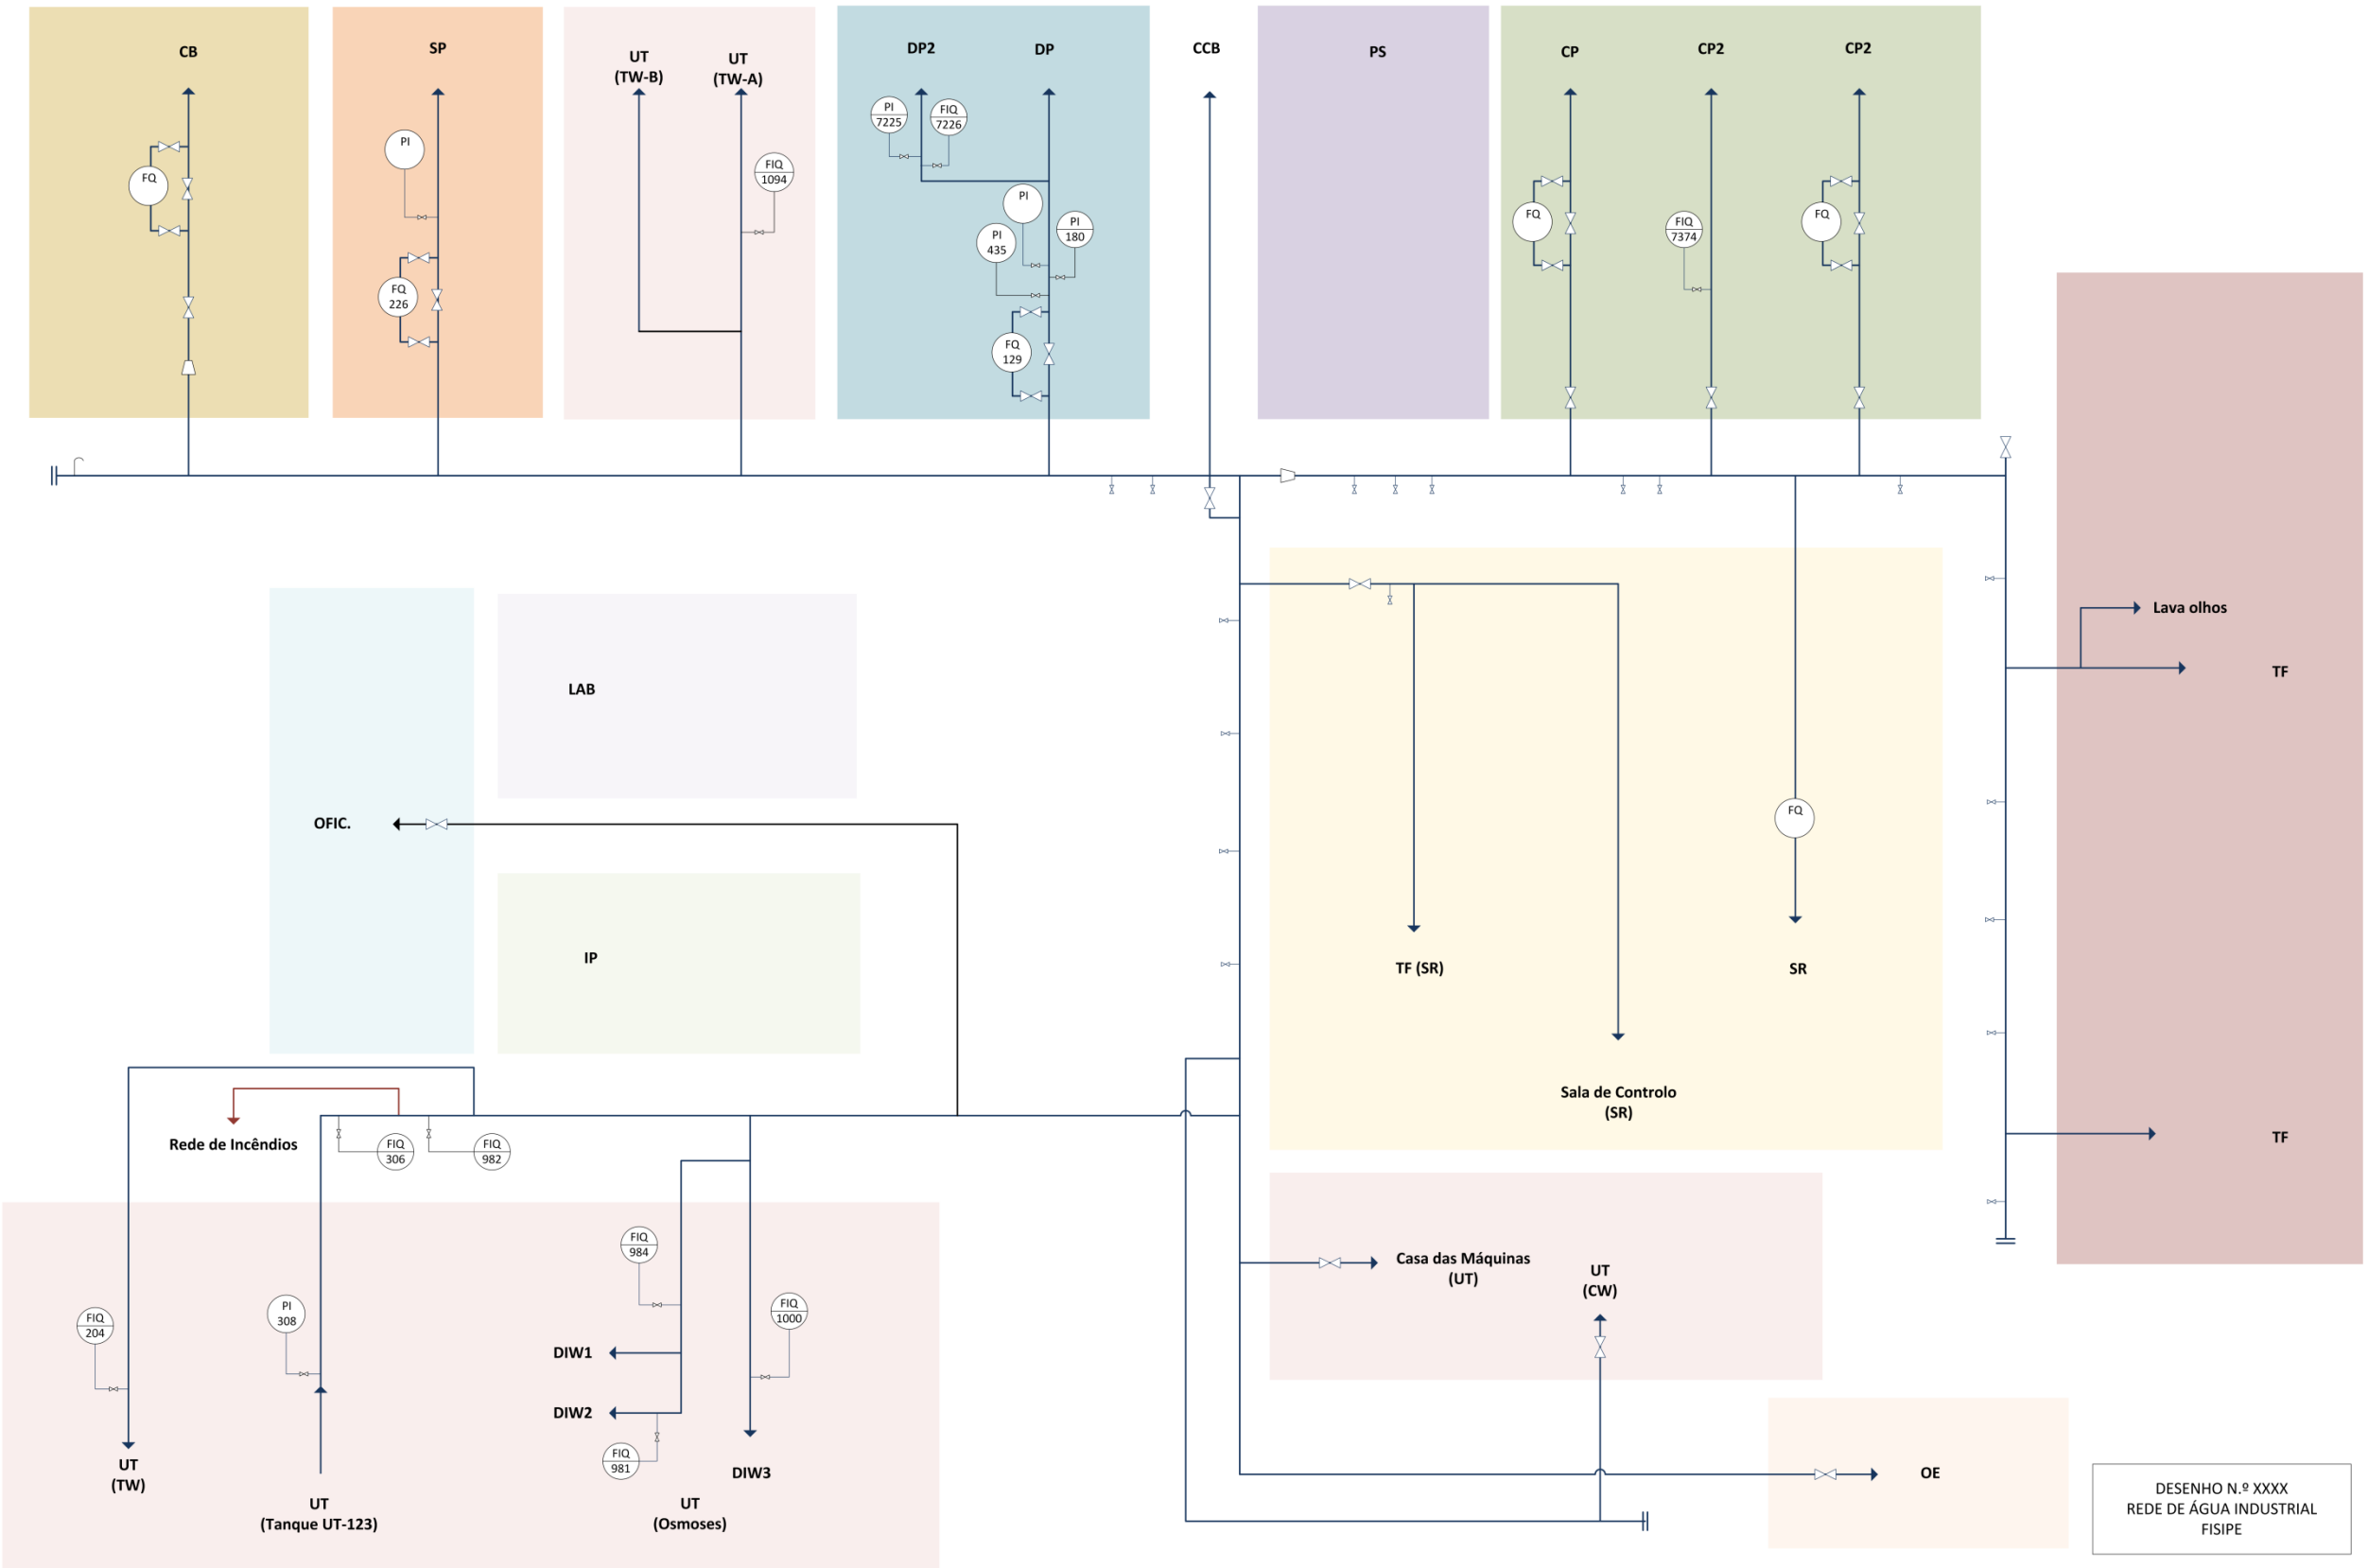 CB
SP
UT
(TW-B)
UT
(TW-A)
DP2
DP
CCB
PS
CP
CP2
CP2
FQ
PI
FQ
226
FIQ
1094
PI
7225
FIQ
7226
PI
PI
435
PI
180
FQ
129
FQ
FIQ
7374
FQ
Lava olhos
TF
LAB
OFIC.
IP
FQ
TF (SR)
SR
Sala de Controlo
(SR)
TF
Rede de Incêndios
FIQ
306
FIQ
982
FIQ
204
PI
308
FIQ
984
FIQ
1000
DIW1
DIW2
FIQ
981
DIW3
UT
(TW)
UT
(Tanque UT-123)
UT
(Osmoses)
Casa das Máquinas
(UT)
UT
(CW)
OE
DESENHO N.º XXXX
REDE DE ÁGUA INDUSTRIAL
FISIPE